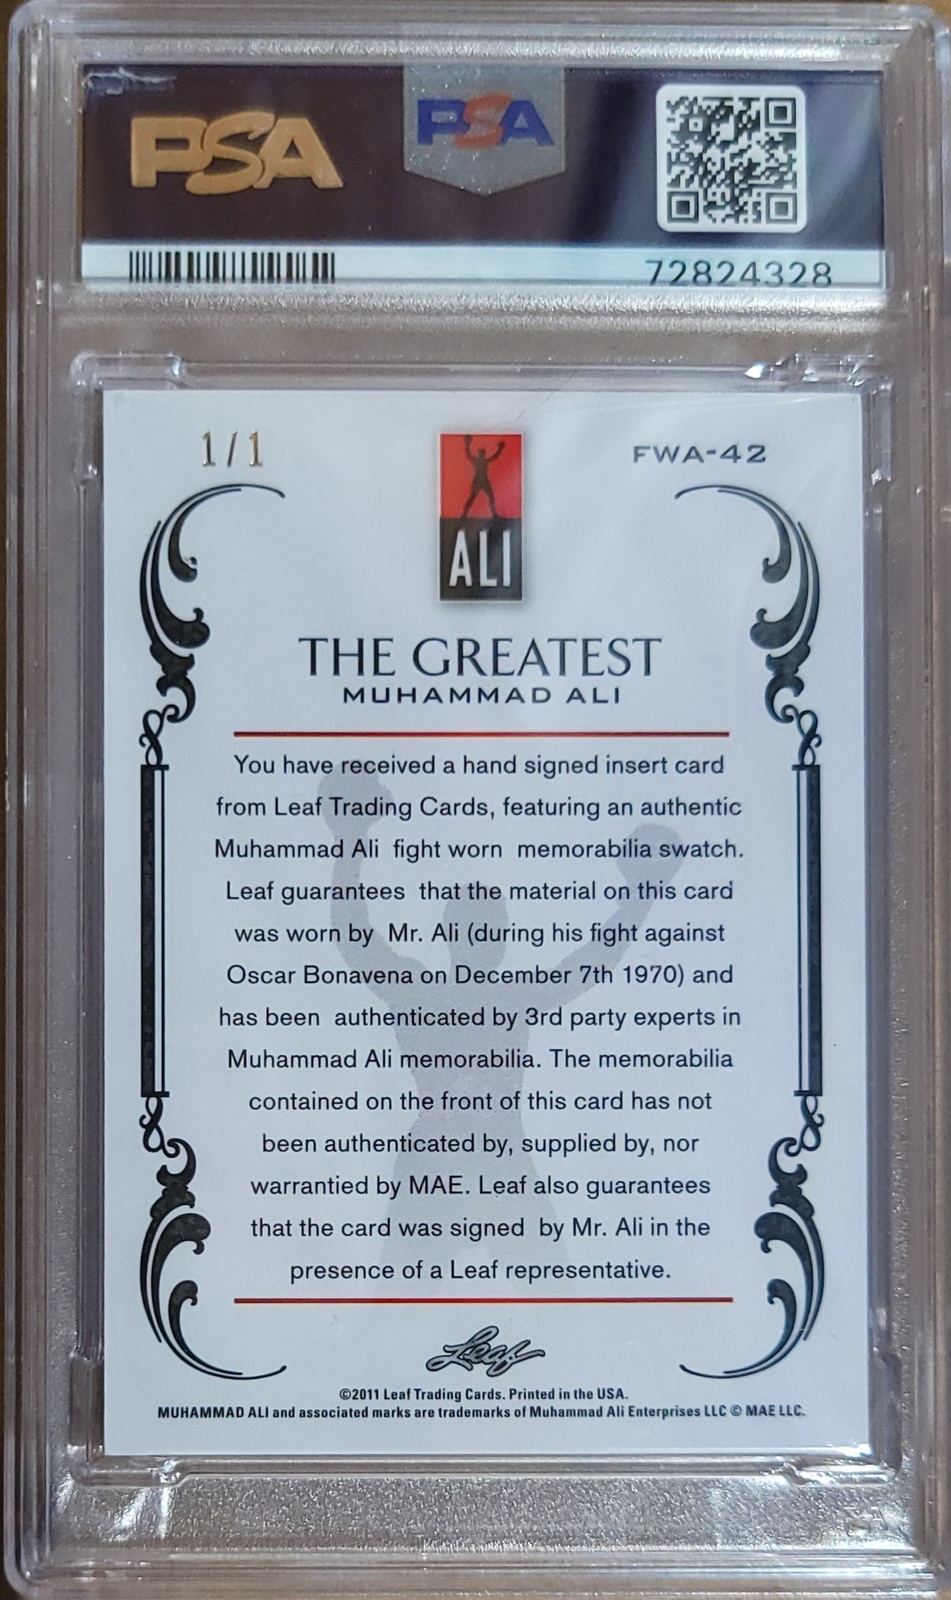 PSA
PSA
72824328
1/1
FWA-42
ALI
THE GREATEST
MUHAMMAD ALI
You have received a hand signed insert card
from Leaf Trading Cards, featuring an authentic
Muhammad Ali fight worn memorabilia swatch.
Leaf guarantees that the material on this card
was worn by Mr. Ali (during his fight against
Oscar Bonavena on December 7th 1970) and
has been authenticated by 3rd party experts in
Muhammad Ali memorabilia. The memorabilia
contained on the front of this card has not
been authenticated by, supplied by, nor
warrantied by MAE. Leaf also guarantees
that the card was signed by Mr. Ali in the
presence of a Leaf representative.
Leaf
©2011 Leaf Trading Cards. Printed in the USA.
MUHAMMAD ALI and associated marks are trademarks of Muhammad Ali Enterprises LLC © MAE LLC.